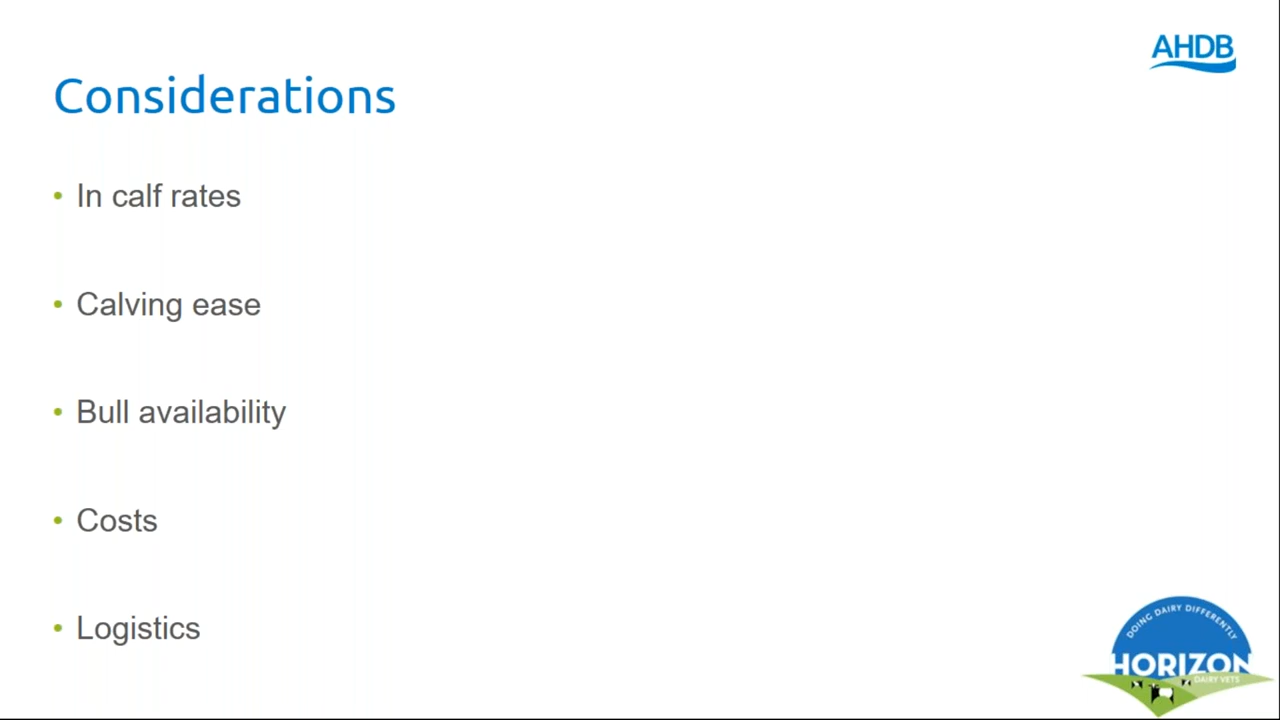 AHDB
Considerations
• In calf rates
• Calving ease
• Bull availability
• Costs
• Logistics
DOING DAIRY DIFFERENTLY
HORIZON
DAIRY VETS